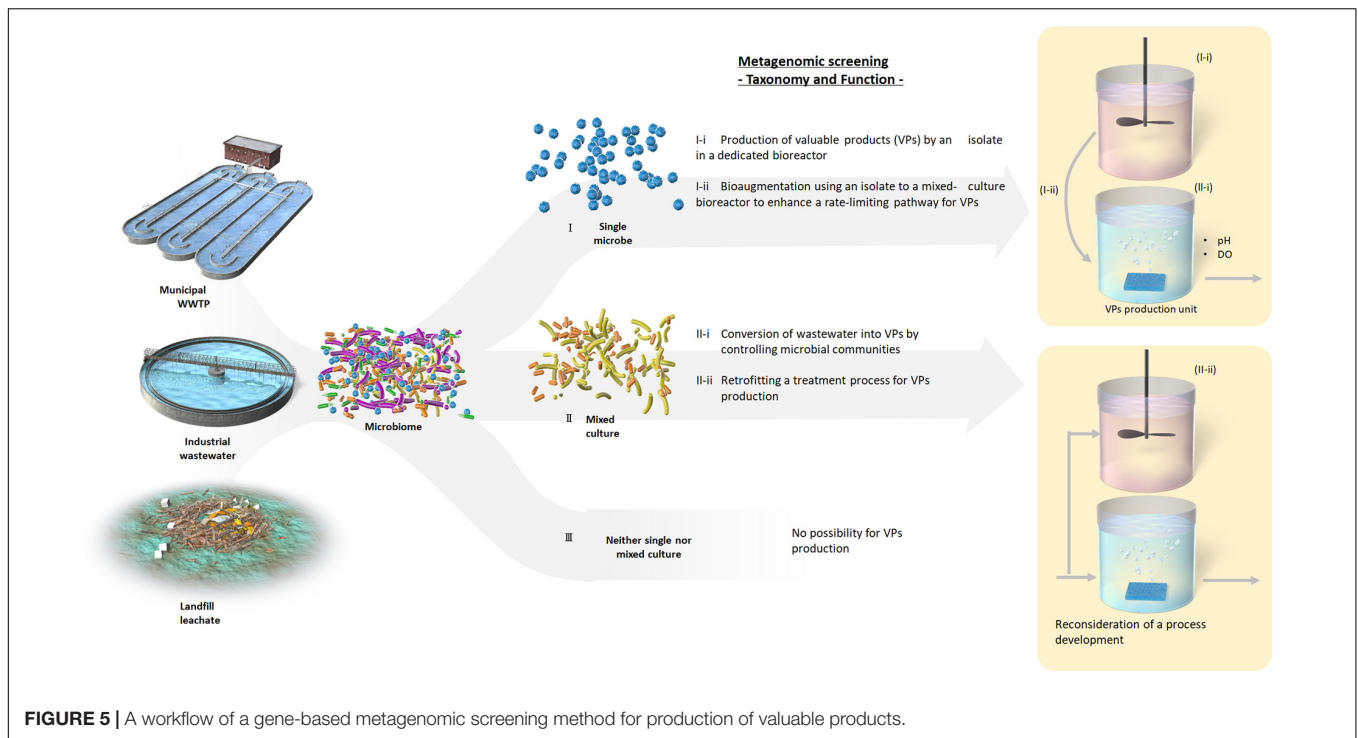 Metagenomic screening
- Taxonomy and Function -
Municipal
WWTP
Industrial
wastewater
Landfill
leachate
Microbiome
Ⅰ Single
microbe
I-i Production of valuable products (VPs) by an isolate
in a dedicated bioreactor
I-ii Bioaugmentation using an isolate to a mixed- culture
bioreactor to enhance a rate-limiting pathway for VPs
Ⅱ Mixed
culture
II-i Conversion of wastewater into VPs by
controlling microbial communities
II-ii Retrofitting a treatment process for VPs
production
Ⅲ Neither single nor
mixed culture
No possibility for VPs
production
(I-i)
(I-ii)
(II-i)
• pH
• DO
VPs production unit
(II-ii)
Reconsideration of a process
development
FIGURE 5 | A workflow of a gene-based metagenomic screening method for production of valuable products.